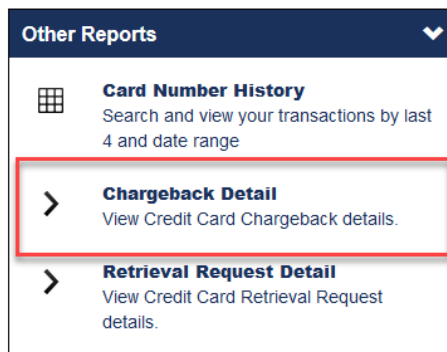 Other Reports
Card Number History
Search and view your transactions by last
4 and date range
Chargeback Detail
View Credit Card Chargeback details.
Retrieval Request Detail
View Credit Card Retrieval Request
details.